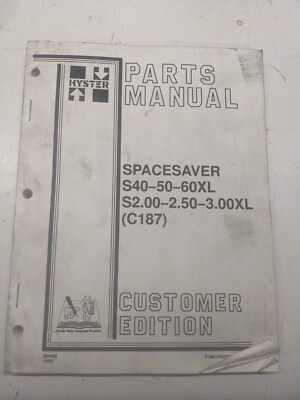 HYSTER
PARTS
MANUAL
SPACESAVER
S40-50-60XL
S2.00-2.50-3.00XL
(C187)
CUSTOMER
EDITION